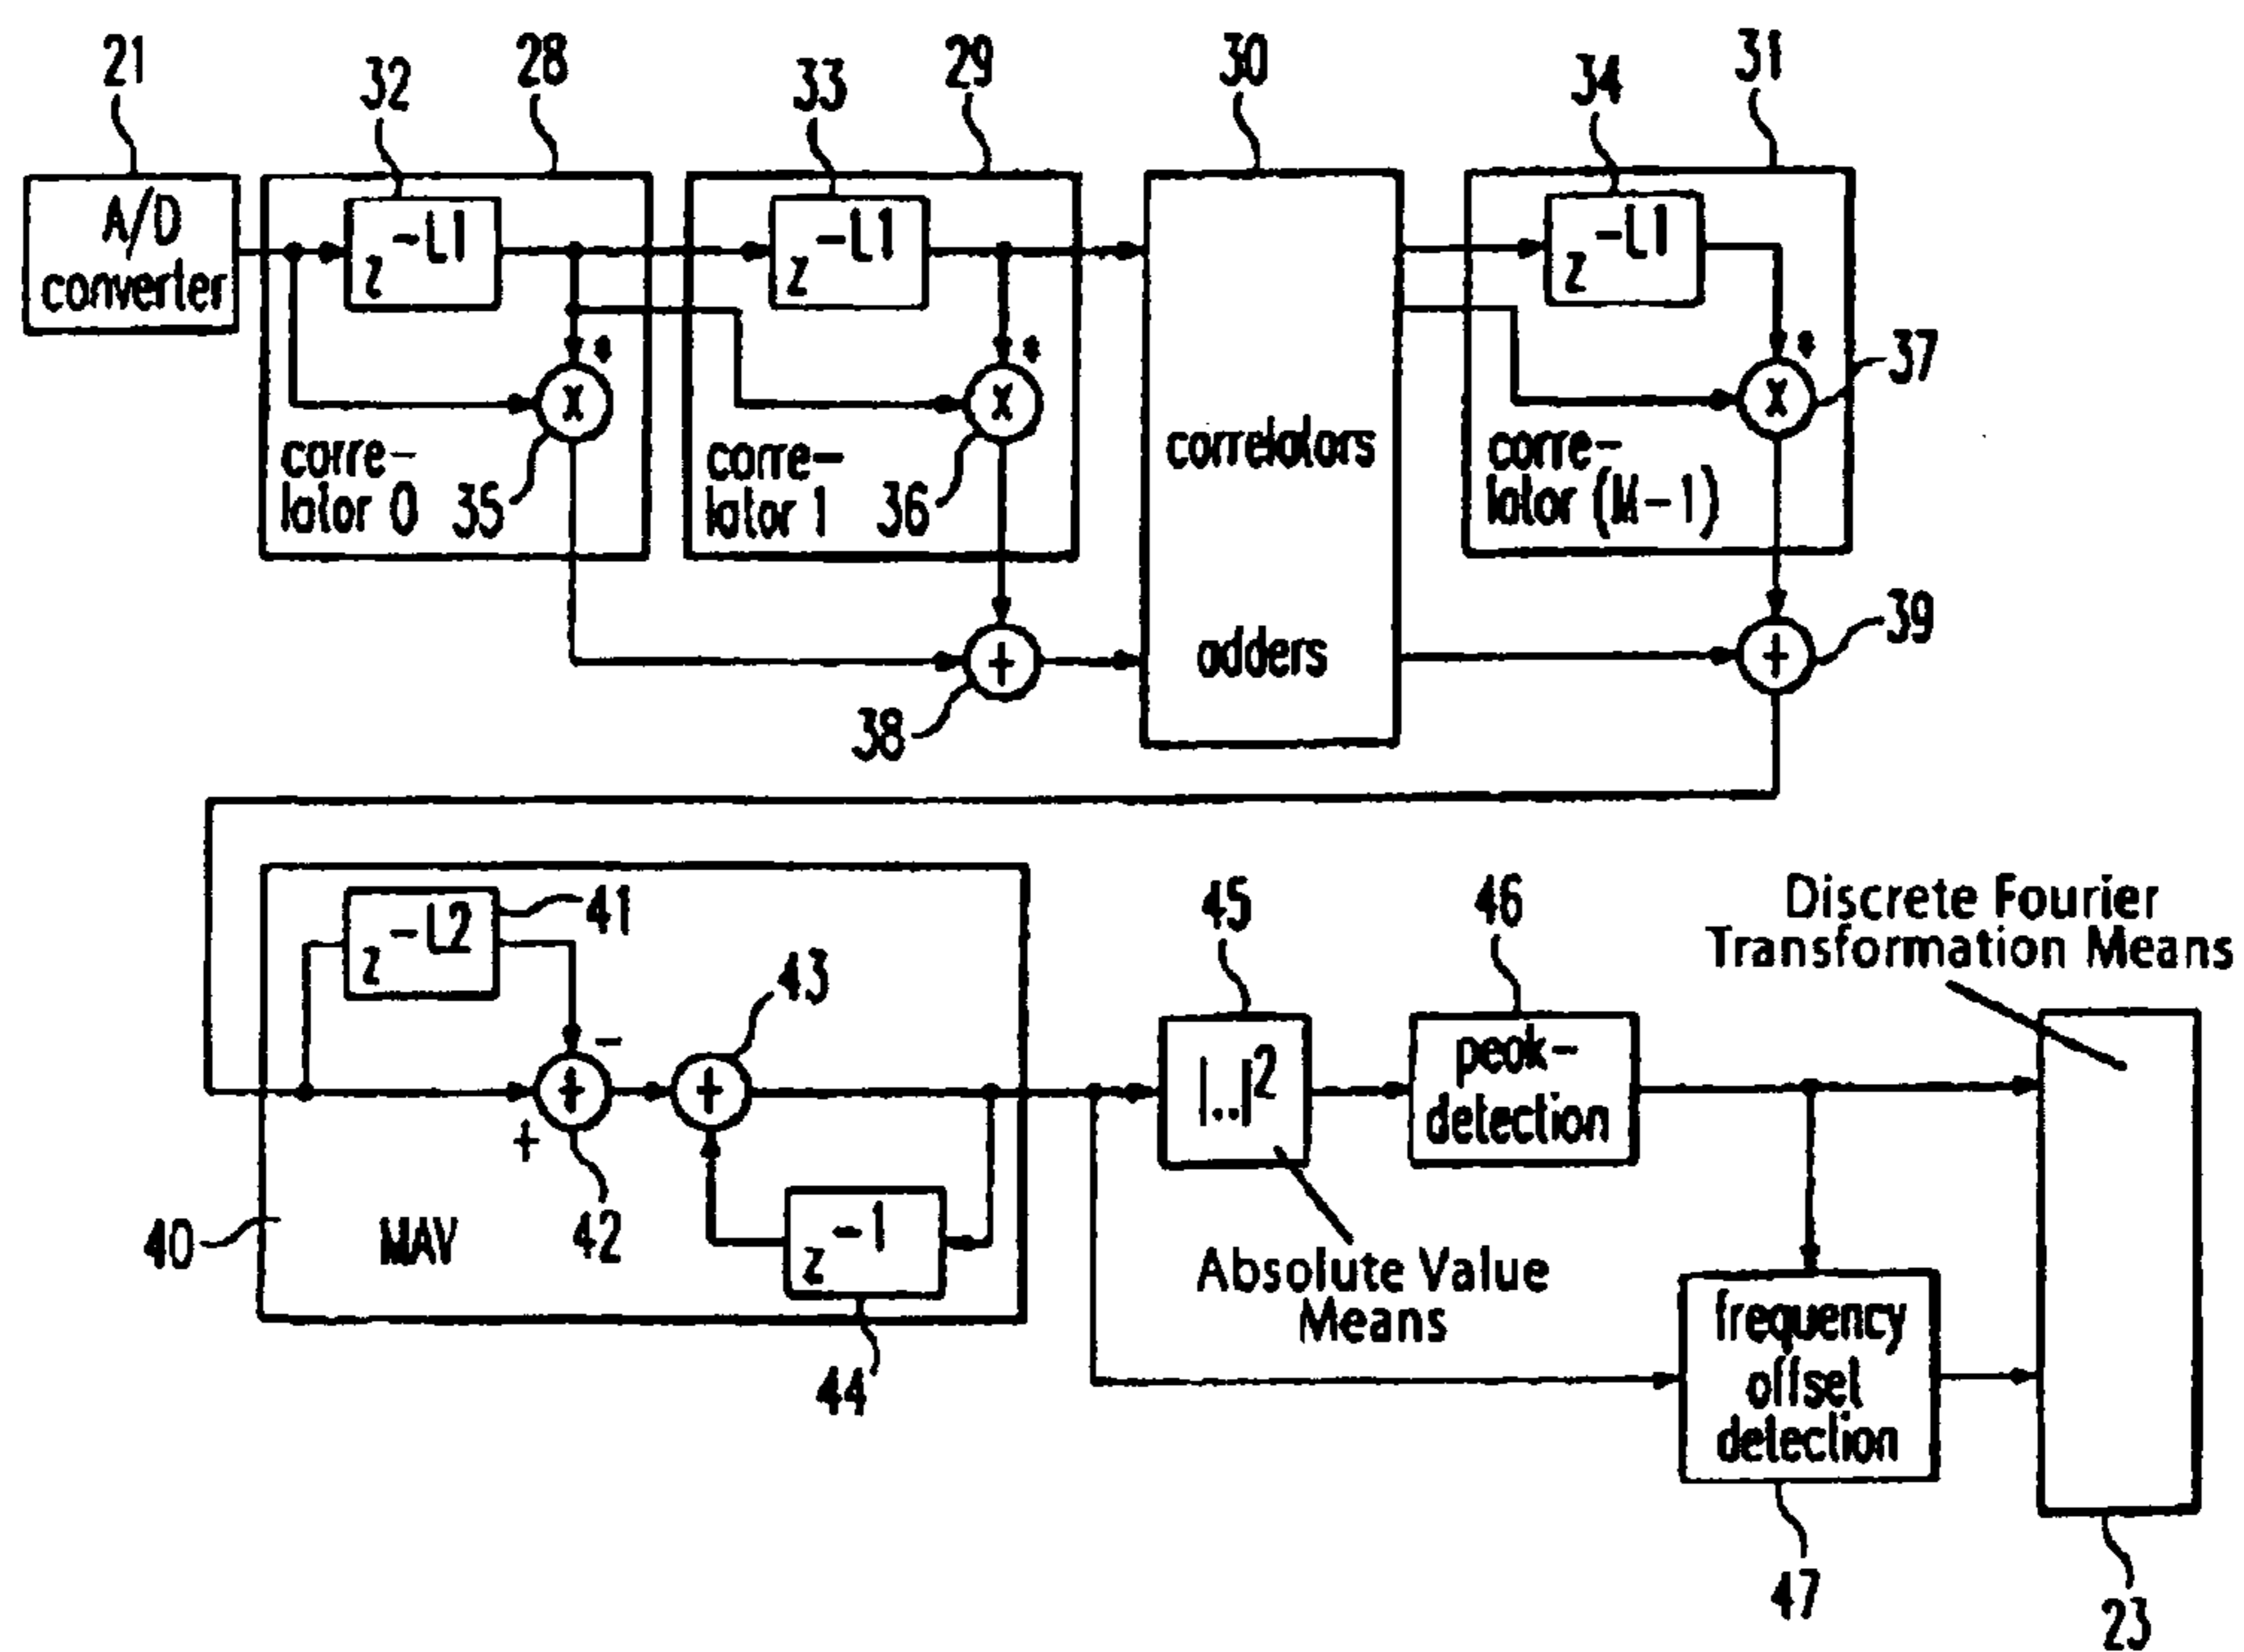 21
32
28
33
29
30
34
31
A/D
converter
z-L1
z-L1
z-L1
*
*
*
x
x
x
37
corre-
lator 0
35
corre-
lator 1
36
correlators
corre-
lator (M-1)
+
38
adders
+
39
z-L2
41
43
45
46
Discrete Fourier
Transformation Means
-
+
+
+
42
|..|2
peak-
detection
40
MAV
z-1
44
Absolute Value
Means
frequency
offset
detection
47
23